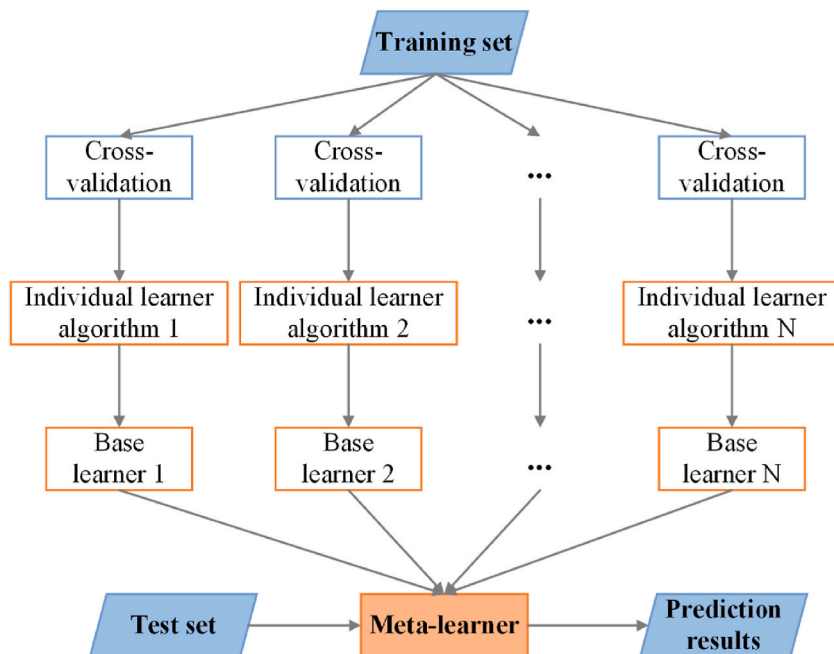 Training set
Cross-
validation
Cross-
validation
...
Cross-
validation
Individual learner
algorithm 1
Individual learner
algorithm 2
...
Individual learner
algorithm N
Base
learner 1
Base
learner 2
...
Base
learner N
Test set
Meta-learner
Prediction
results